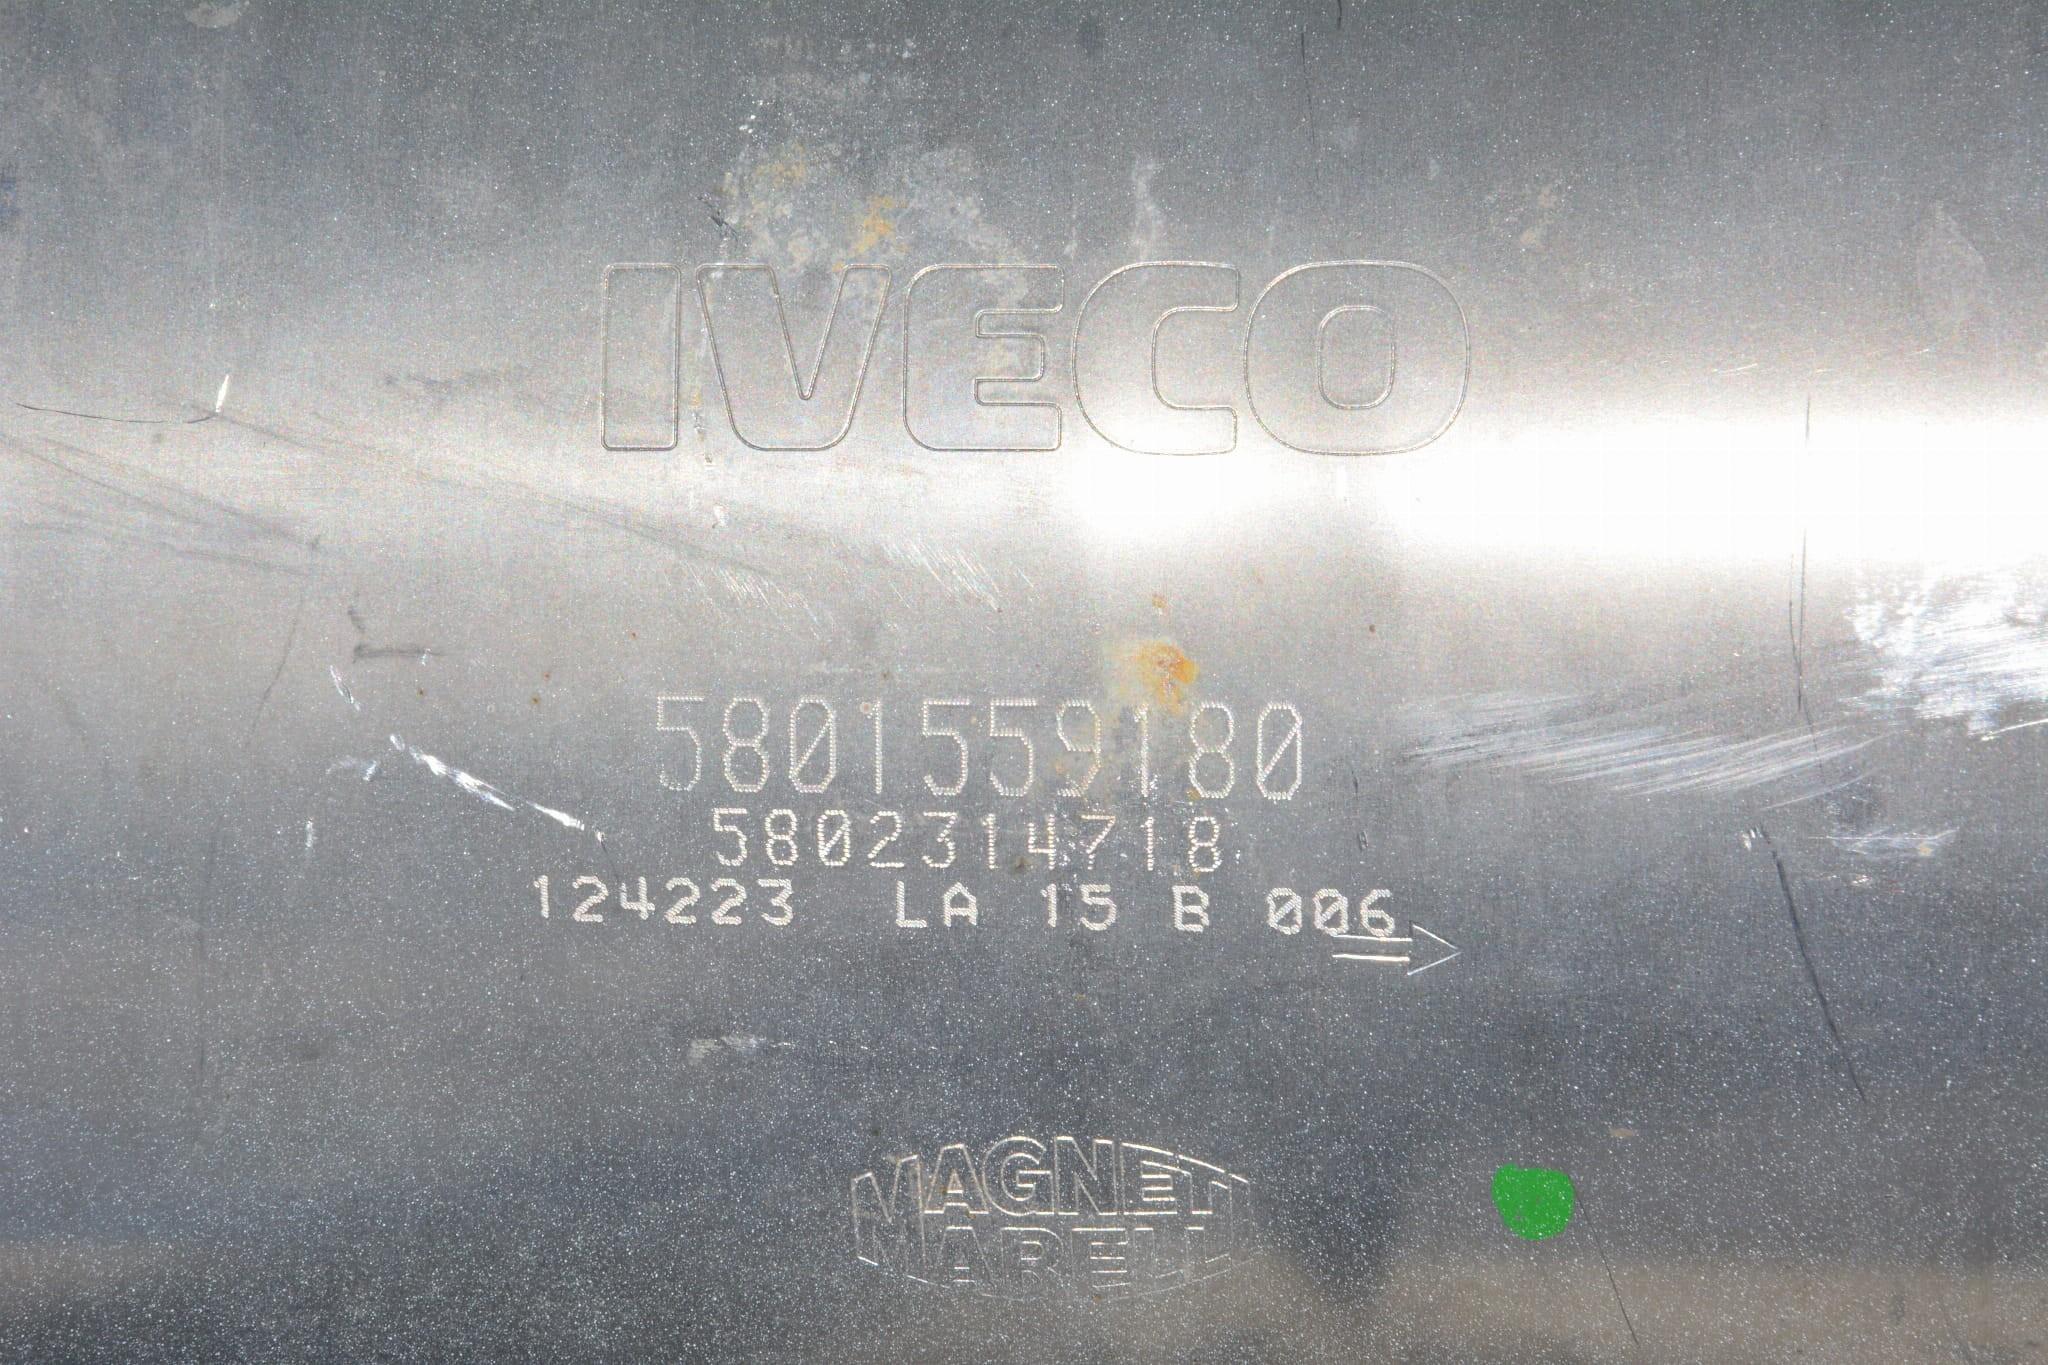 IVECO
5801559180
5802314718
124223 LA 15 B 006
MAGNETI
MARELLI